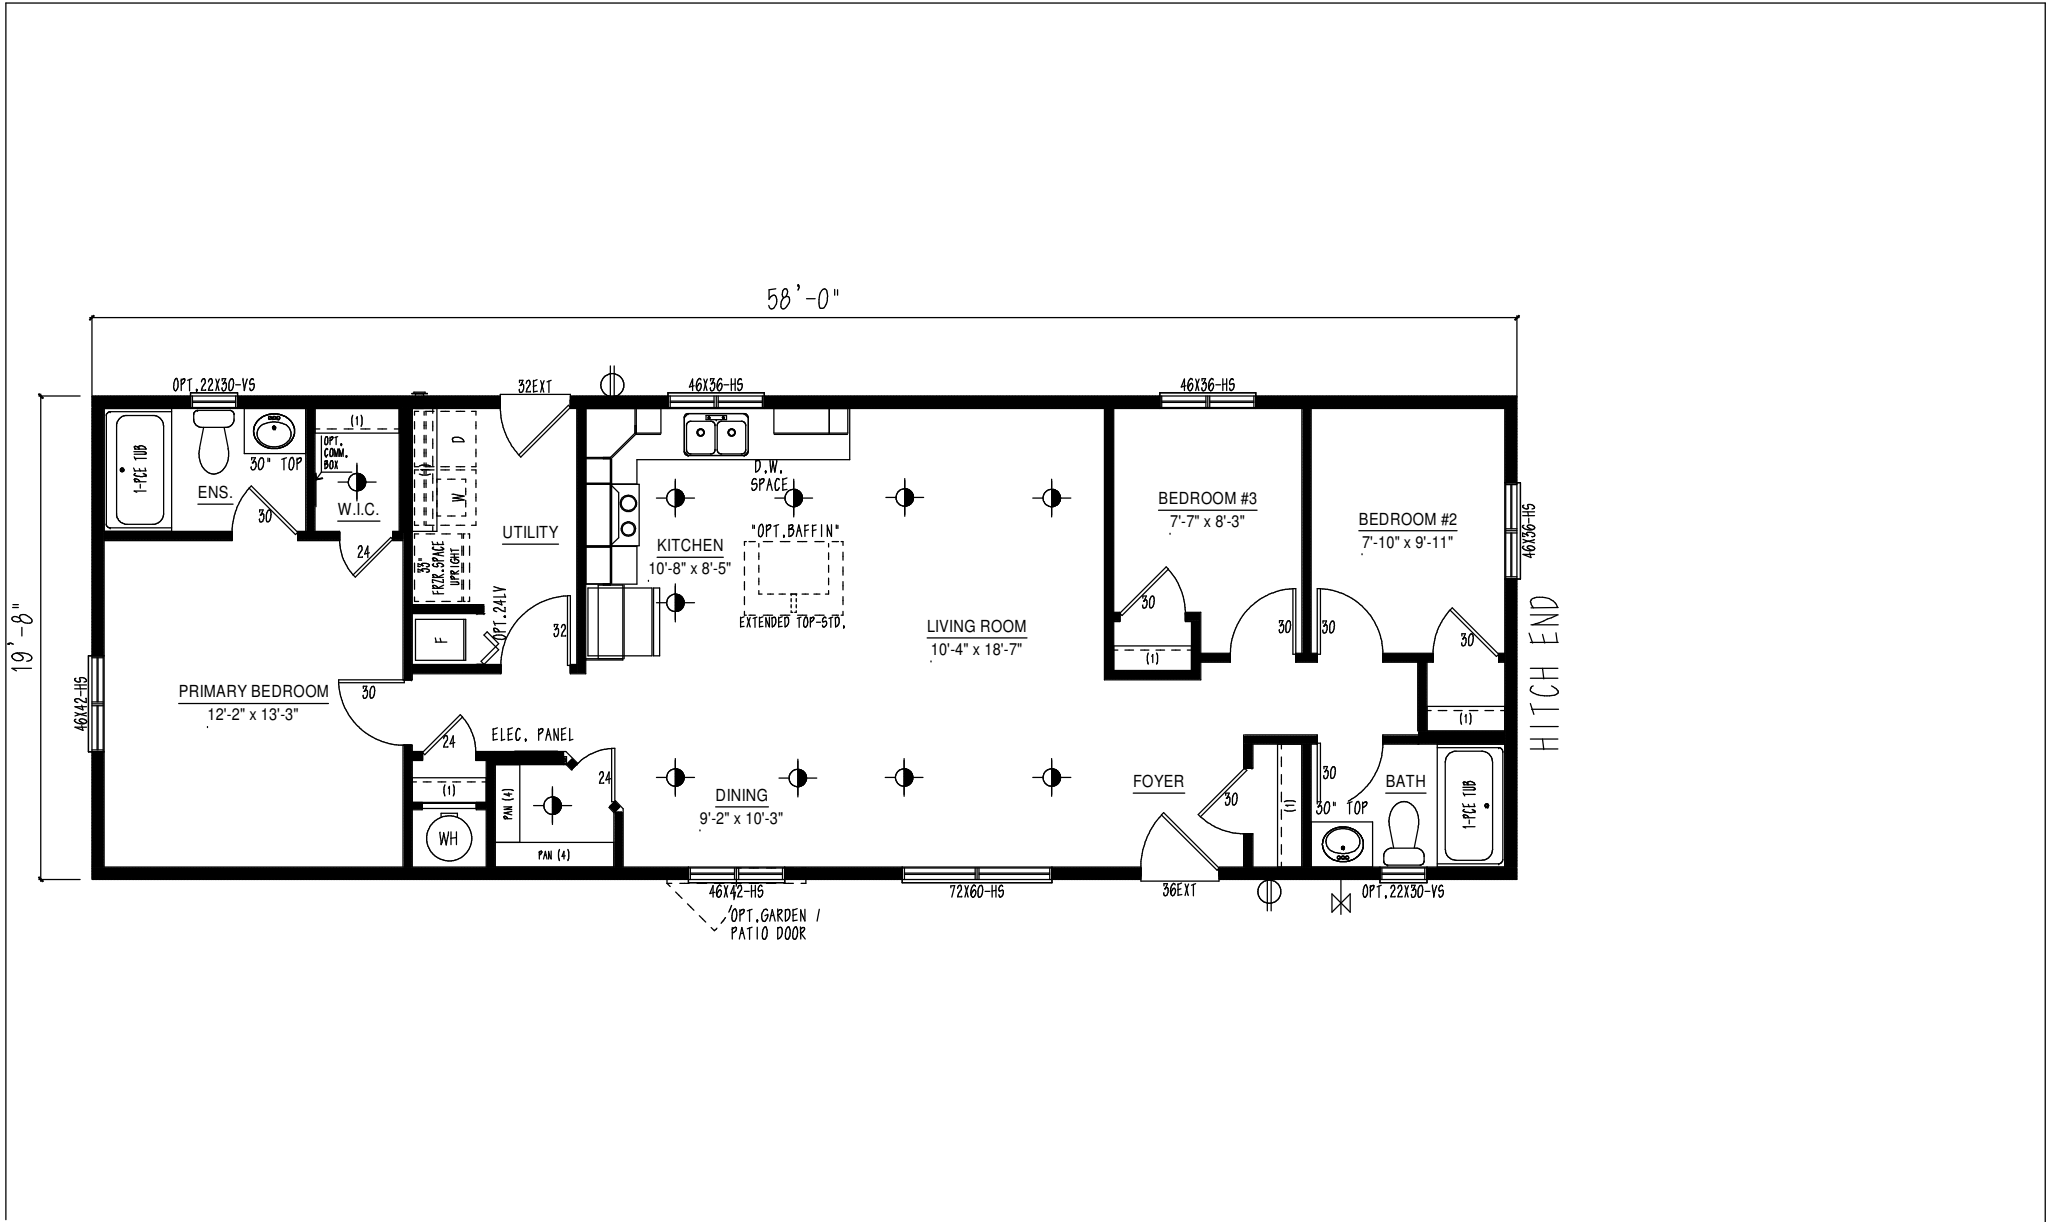 58'-0"
OPT.22X30-VS
32EXT
46X36-HS
46X36-HS
1-PCE TUB
30" TOP
ENS.
30
(1)
OPT.
COMM.
BOX
W.I.C.
24
(1)
D
W
33"
FRZR.SPACE
UPRIGHT
UTILITY
OPT.24LV
F
32
D.W.
SPACE
"OPT.BAFFIN"
KITCHEN
10'-8" x 8'-5"
EXTENDED TOP-STD.
LIVING ROOM
10'-4" x 18'-7"
BEDROOM #3
7'-7" x 8'-3"
30
(1)
30
BEDROOM #2
7'-10" x 9'-11"
30
30
(1)
46X36-HS
HITCH END
19'-8"
46X42-HS
PRIMARY BEDROOM
12'-2" x 13'-3"
30
24
(1)
WH
ELEC. PANEL
PAN (4)
PAN (4)
24
DINING
9'-2" x 10'-3"
FOYER
30
(1)
30
30" TOP
BATH
1-PCE TUB
46X42-HS
OPT.GARDEN /
PATIO DOOR
72X60-HS
36EXT
OPT.22X30-VS